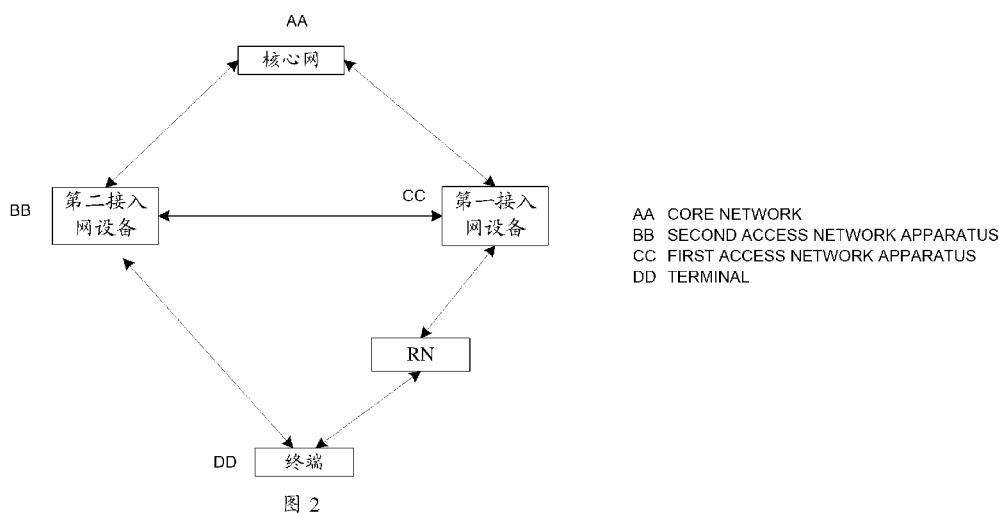 AA
核心网
BB
第二接入
网设备
CC
第一接入
网设备
RN
DD
终端
图 2
AA CORE NETWORK
BB SECOND ACCESS NETWORK APPARATUS
CC FIRST ACCESS NETWORK APPARATUS
DD TERMINAL